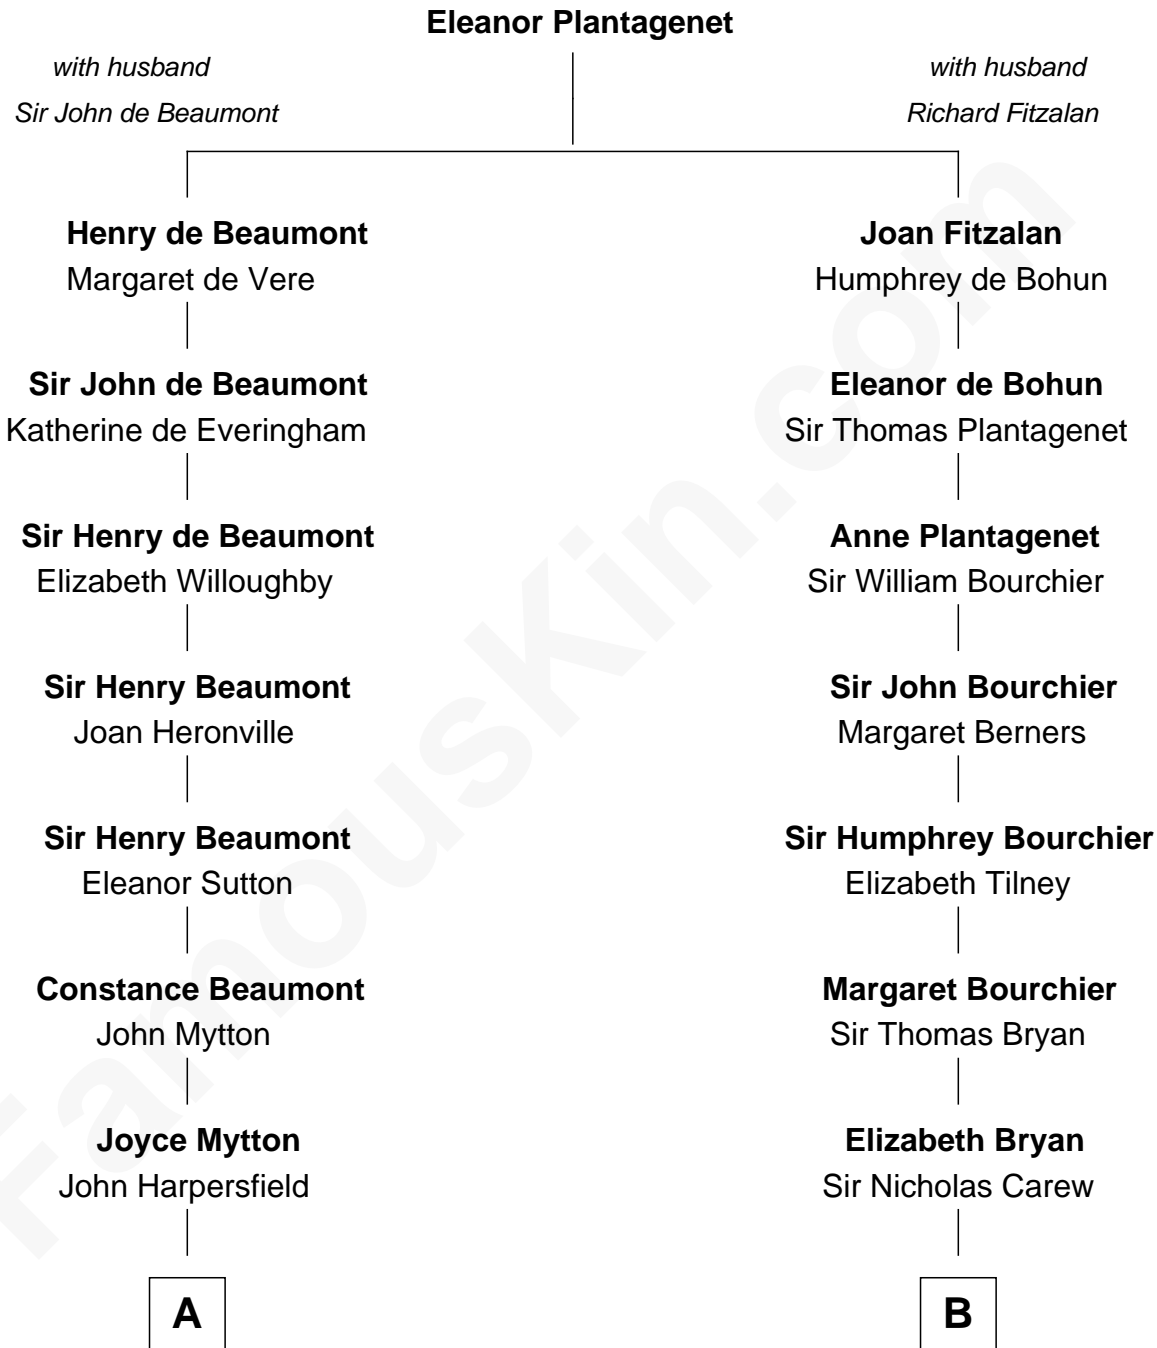 Eleanor Plantagenet
with husband
Sir John de Beaumont
with husband
Richard Fitzalan
Henry de Beaumont
Margaret de Vere
Joan Fitzalan
Humphrey de Bohun
Sir John de Beaumont
Katherine de Everingham
Eleanor de Bohun
Sir Thomas Plantagenet
Sir Henry de Beaumont
Elizabeth Willoughby
Anne Plantagenet
Sir William Bourchier
Sir Henry Beaumont
Joan Heronville
Sir John Bourchier
Margaret Berners
Sir Henry Beaumont
Eleanor Sutton
Sir Humphrey Bourchier
Elizabeth Tilney
Constance Beaumont
John Mytton
Margaret Bourchier
Sir Thomas Bryan
Joyce Mytton
John Harpersfield
Elizabeth Bryan
Sir Nicholas Carew
A
B
FamousKin.com